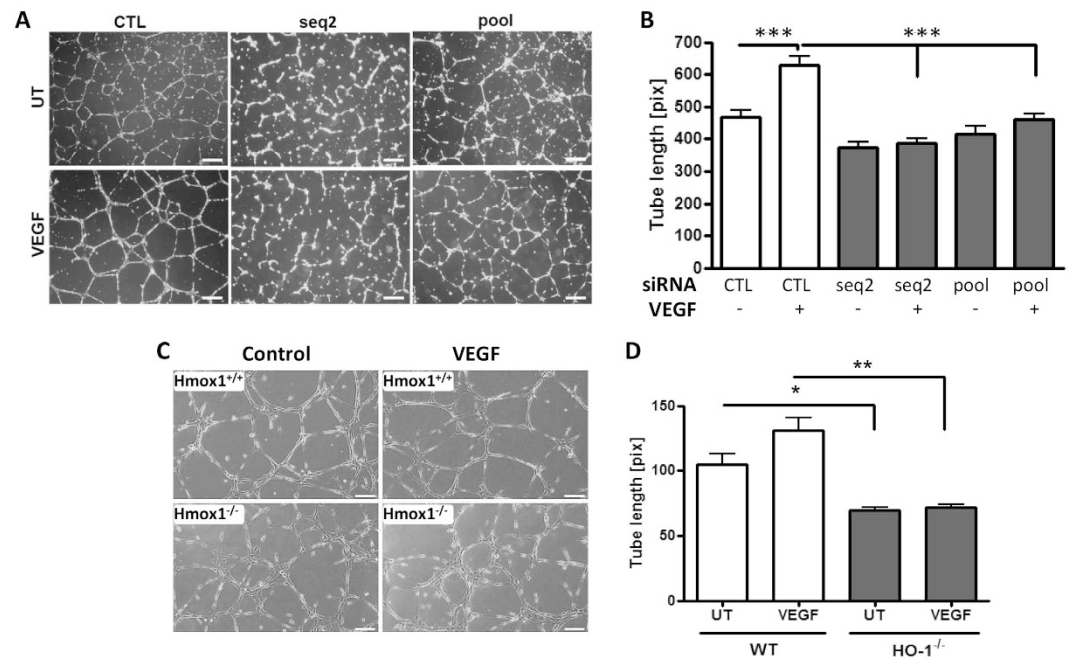 A
CTL seq2 pool
UT
VEGF
B
*** ***
Tube length [pix]
700
600
500
400
300
200
100
0
siRNA CTL CTL seq2 seq2 pool pool
VEGF - + - + - +
C
Control VEGF
Hmox1+/+ Hmox1+/+
Hmox1-/- Hmox1-/-
D
**
*
Tube length [pix]
150
100
50
0
UT VEGF UT VEGF
WT HO-1-/-